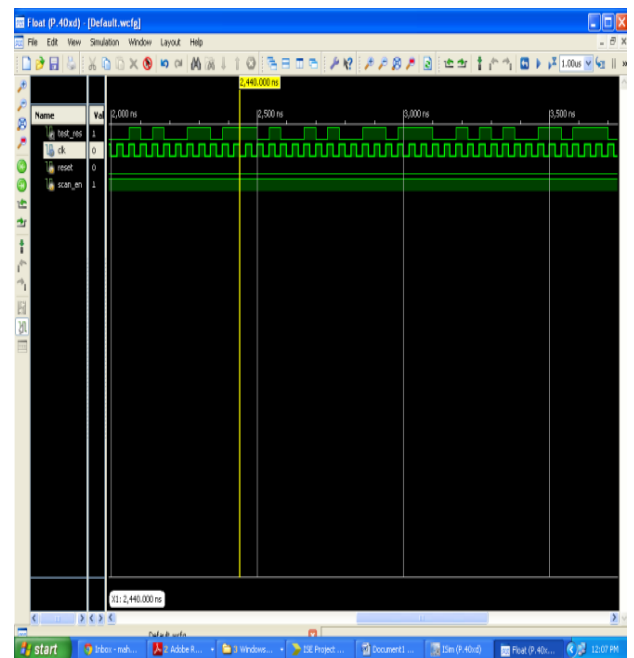 Float (P.40xd) - [Default.wcfg]
File Edit View Simulation Window Layout Help
1.00us
2,440.000 ns
Name Val
2,000 ns 2,500 ns 3,000 ns 3,500 ns
test_res 1
clk 0
reset 0
scan_en 1
X1: 2,440.000 ns
Default.wcfg
start Inbox - mah... 2 Adobe R... 3 Windows... ISE Project ... Document1 ... ISim (P.40xd) Float (P.40x... 12:07 PM